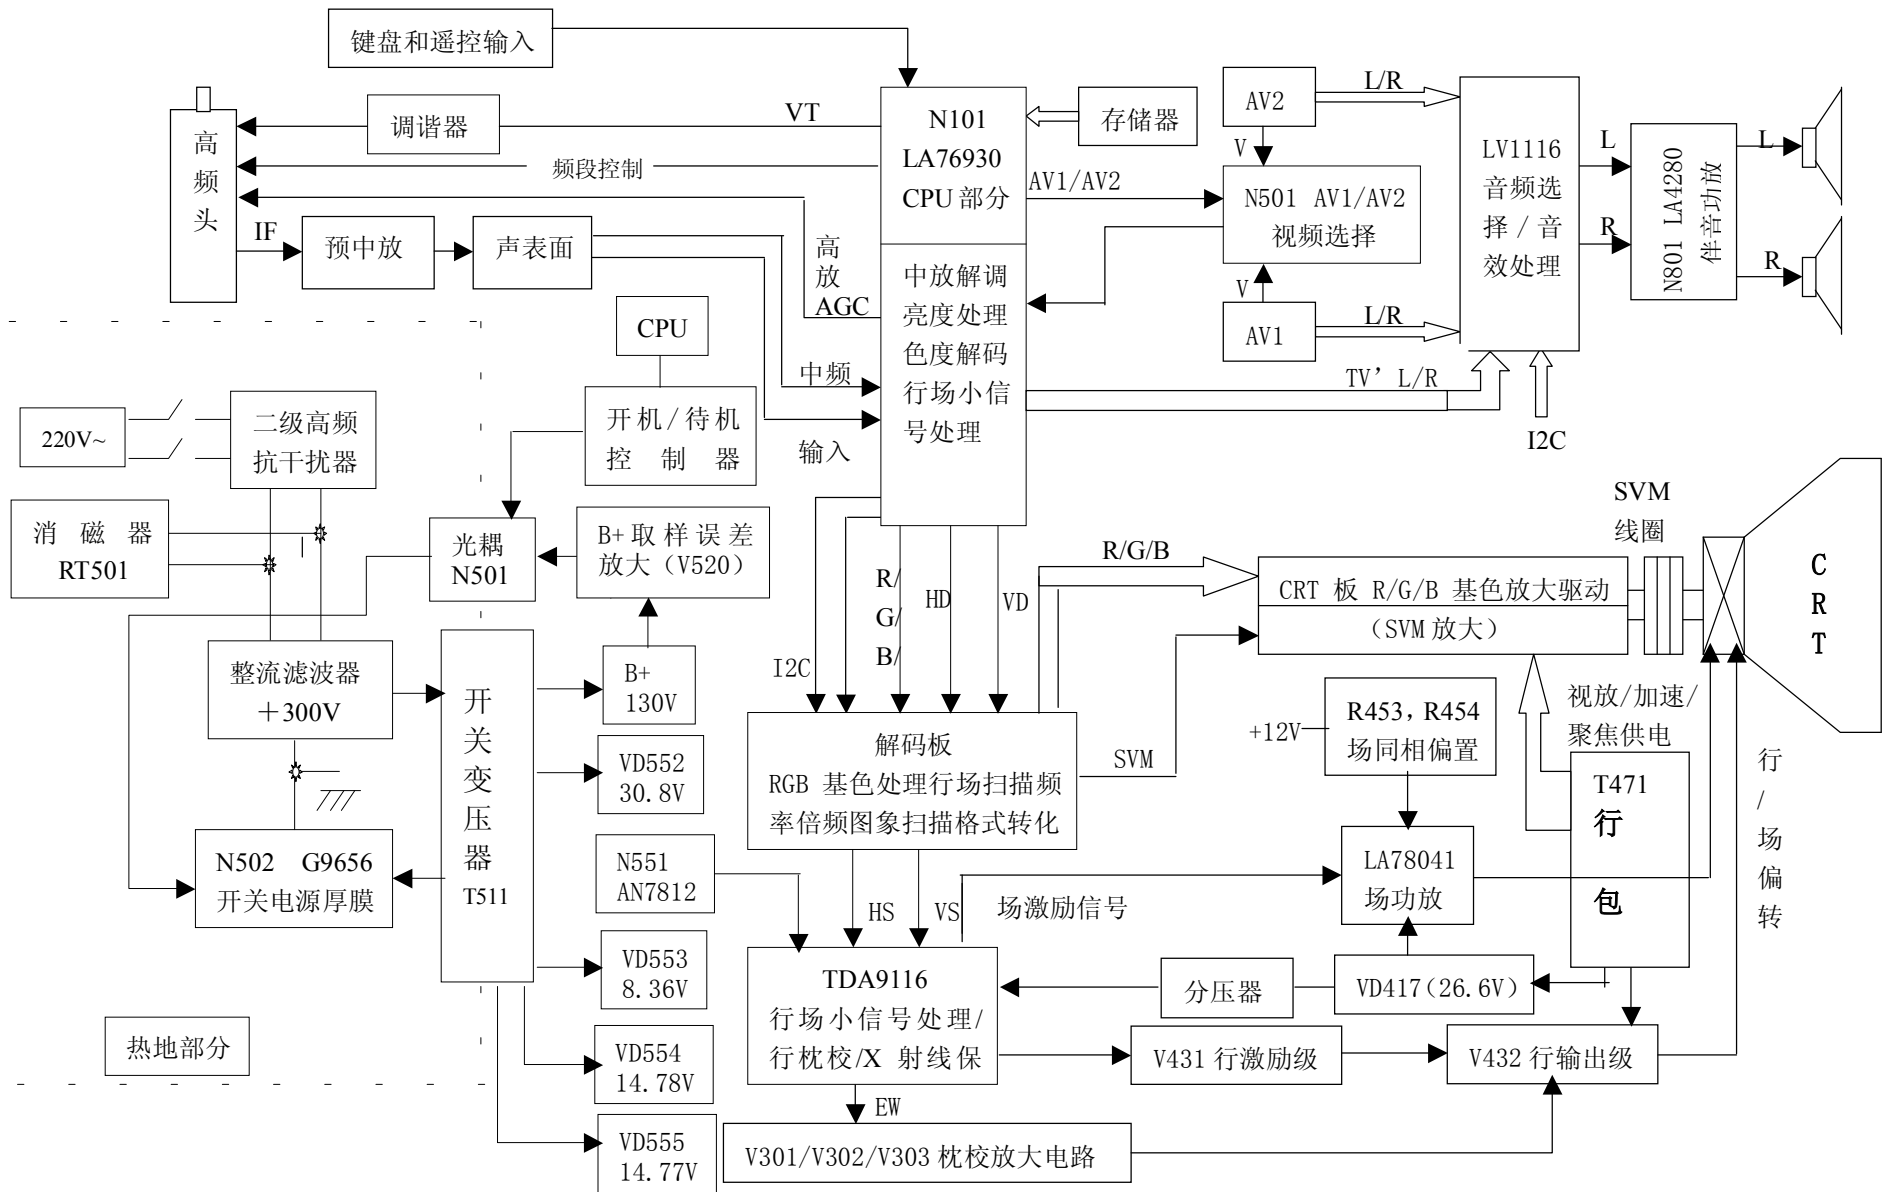 键盘和遥控输入
高
频
头
调谐器
VT
频段控制
IF
预中放
声表面
高
放
AGC
中频
输入
N101
LA76930
CPU 部分
存储器
AV1/AV2
中放解调
亮度处理
色度解码
行场小信
号处理
AV2
L/R
V
N501 AV1/AV2
视频选择
V
AV1
L/R
TV’ L/R
LV1116
音频选
择/音
效处理
I2C
L
R
N801 LA4280
伴音功放
L
R
CPU
开机/待机
控制器
220V~
二级高频
抗干扰器
消磁器
RT501
光耦
N501
B+取样误差
放大（V520）
整流滤波器
＋300V
开
关
变
压
器
T511
B+
130V
VD552
30.8V
N502 G9656
开关电源厚膜
N551
AN7812
VD553
8.36V
VD554
14.78V
VD555
14.77V
热地部分
I2C
R/
G/
B/
HD
VD
R/G/B
解码板
RGB 基色处理行场扫描频
率倍频图象扫描格式转化
SVM
CRT 板 R/G/B 基色放大驱动
（SVM 放大）
SVM
线圈
C
R
T
+12V
R453，R454
场同相偏置
视放/加速/
聚焦供电
T471
行
包
行
/
场
偏
转
LA78041
场功放
HS
VS
场激励信号
TDA9116
行场小信号处理/
行枕校/X 射线保
分压器
VD417（26.6V）
V431 行激励级
V432 行输出级
EW
V301/V302/V303 枕校放大电路